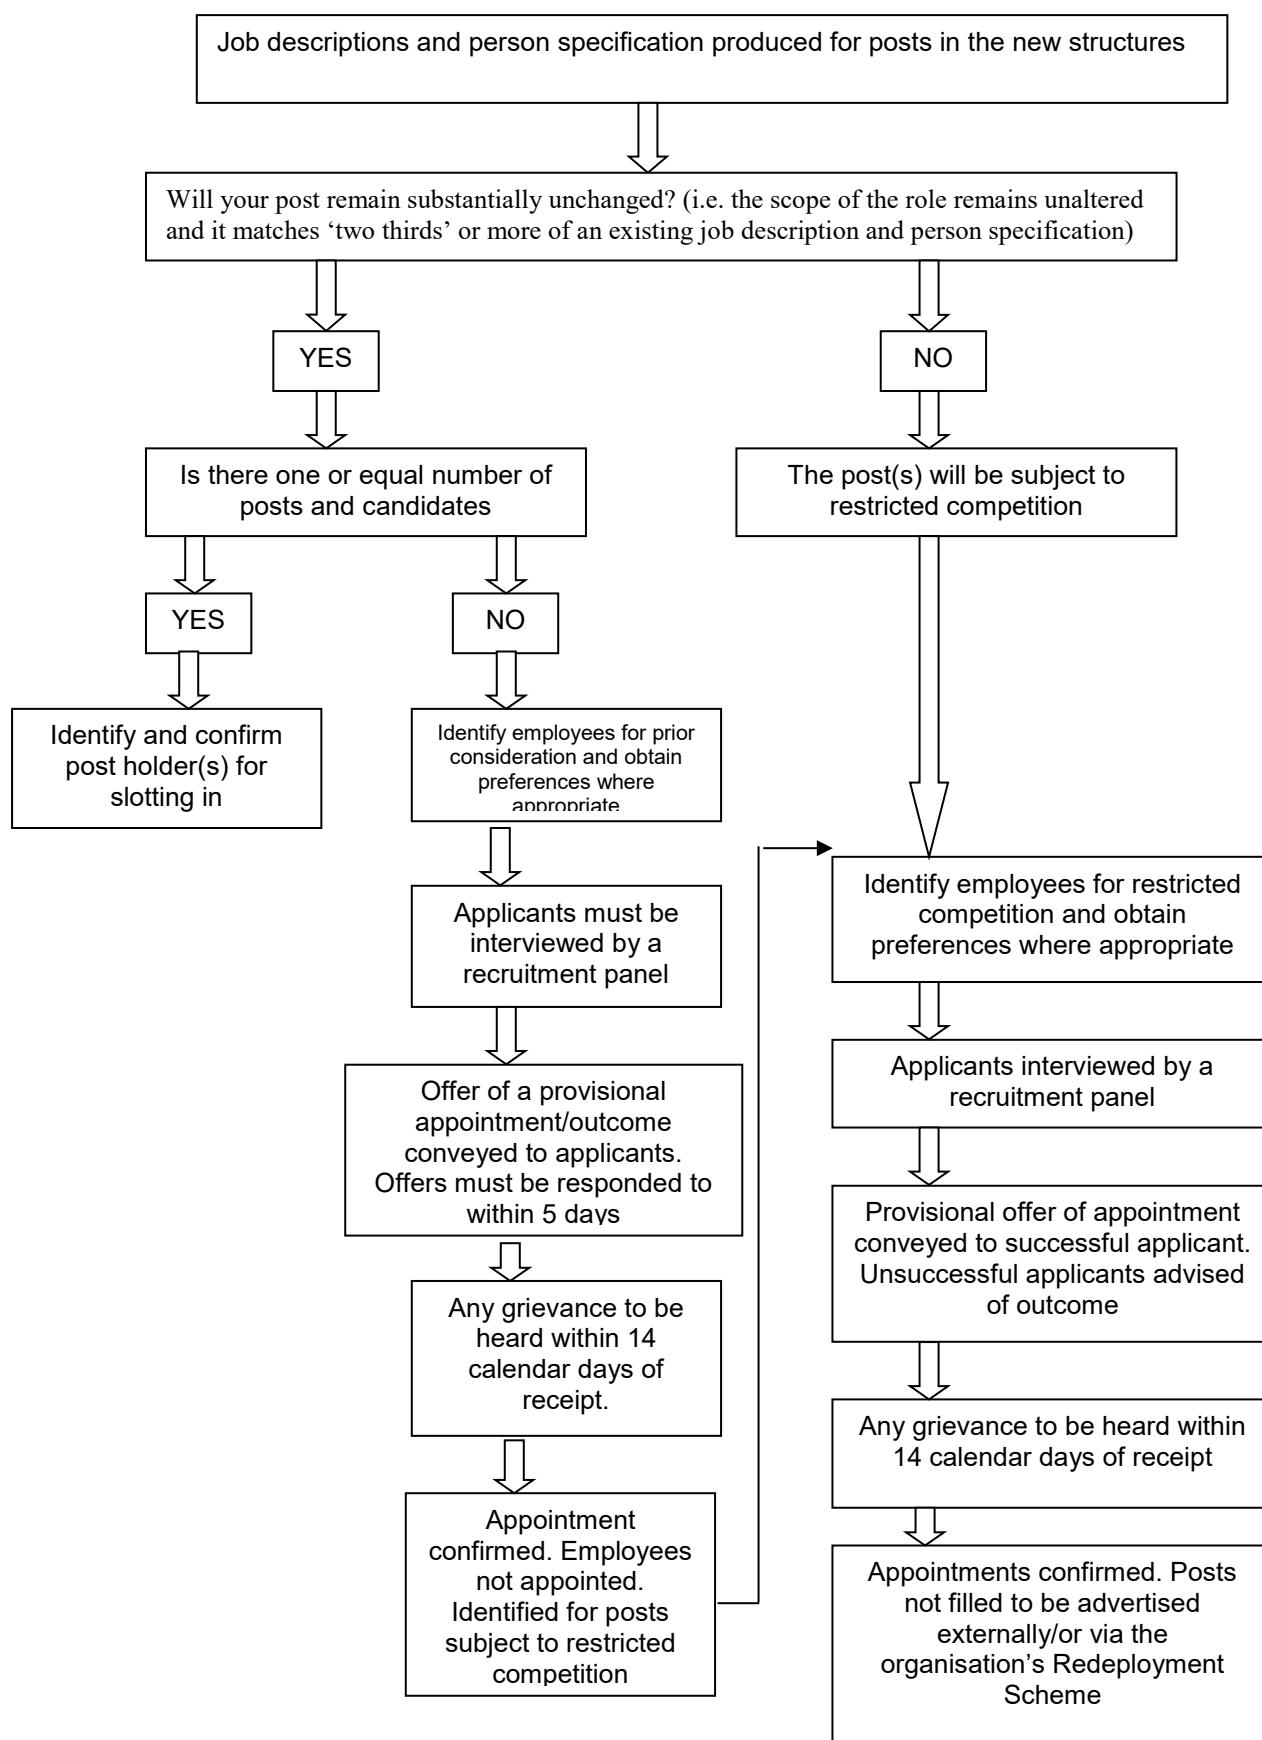 Job descriptions and person specification produced for posts in the new structures
Will your post remain substantially unchanged? (i.e. the scope of the role remains unaltered
and it matches ‘two thirds’ or more of an existing job description and person specification)
YES
NO
Is there one or equal number of
posts and candidates
The post(s) will be subject to
restricted competition
YES
NO
Identify and confirm
post holder(s) for
slotting in
Identify employees for prior
consideration and obtain
preferences where
appropriate
Applicants must be
interviewed by a
recruitment panel
Offer of a provisional
appointment/outcome
conveyed to applicants.
Offers must be responded to
within 5 days
Any grievance to be
heard within 14
calendar days of
receipt.
Appointment
confirmed. Employees
not appointed.
Identified for posts
subject to restricted
competition
Identify employees for restricted
competition and obtain
preferences where appropriate
Applicants interviewed by a
recruitment panel
Provisional offer of appointment
conveyed to successful applicant.
Unsuccessful applicants advised
of outcome
Any grievance to be heard within
14 calendar days of receipt
Appointments confirmed. Posts
not filled to be advertised
externally/or via the
organisation’s Redeployment
Scheme